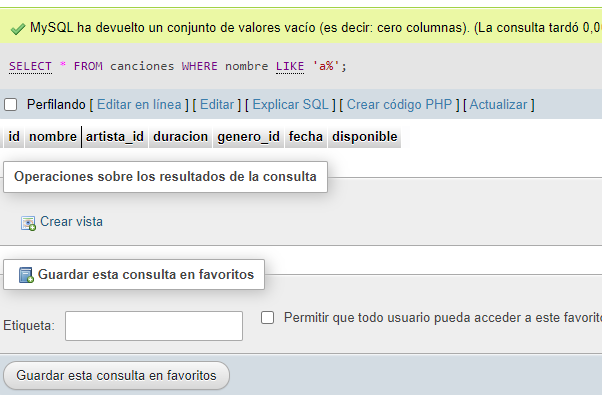 MySQL ha devuelto un conjunto de valores vacío (es decir: cero columnas). (La consulta tardó 0,0
SELECT * FROM canciones WHERE nombre LIKE 'a%';
Perfilando [ Editar en línea ] [ Editar ] [ Explicar SQL ] [ Crear código PHP ] [ Actualizar ]
id nombre artista_id duracion genero_id fecha disponible
Operaciones sobre los resultados de la consulta
Crear vista
Guardar esta consulta en favoritos
Etiqueta: Permitir que todo usuario pueda acceder a este favorito
Guardar esta consulta en favoritos